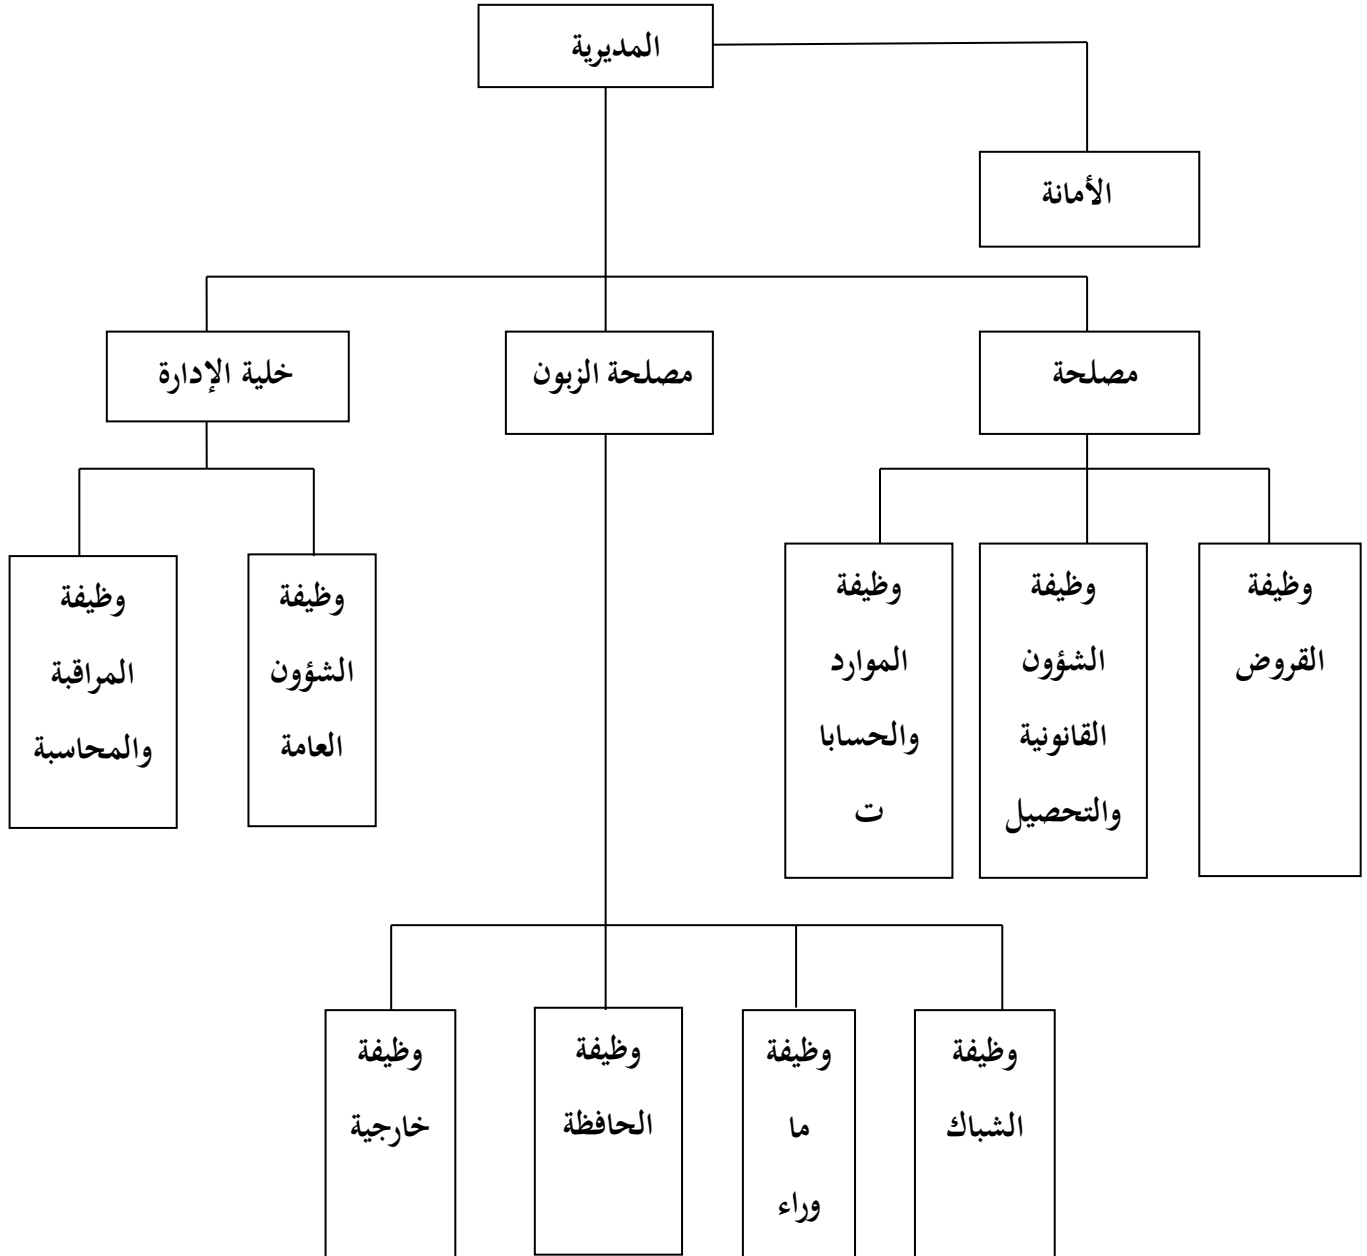 المديرية
الأمانة
مصلحة
مصلحة الزبون
خلية الإدارة
وظيفة
القروض
وظيفة
الشؤون
القانونية
والتحصيل
وظيفة
الموارد
والحسابا
ت
وظيفة
الشؤون
العامة
وظيفة
المراقبة
والمحاسبة
وظيفة
الشباك
وظيفة
ما
وراء
وظيفة
الحافظة
وظيفة
خارجية